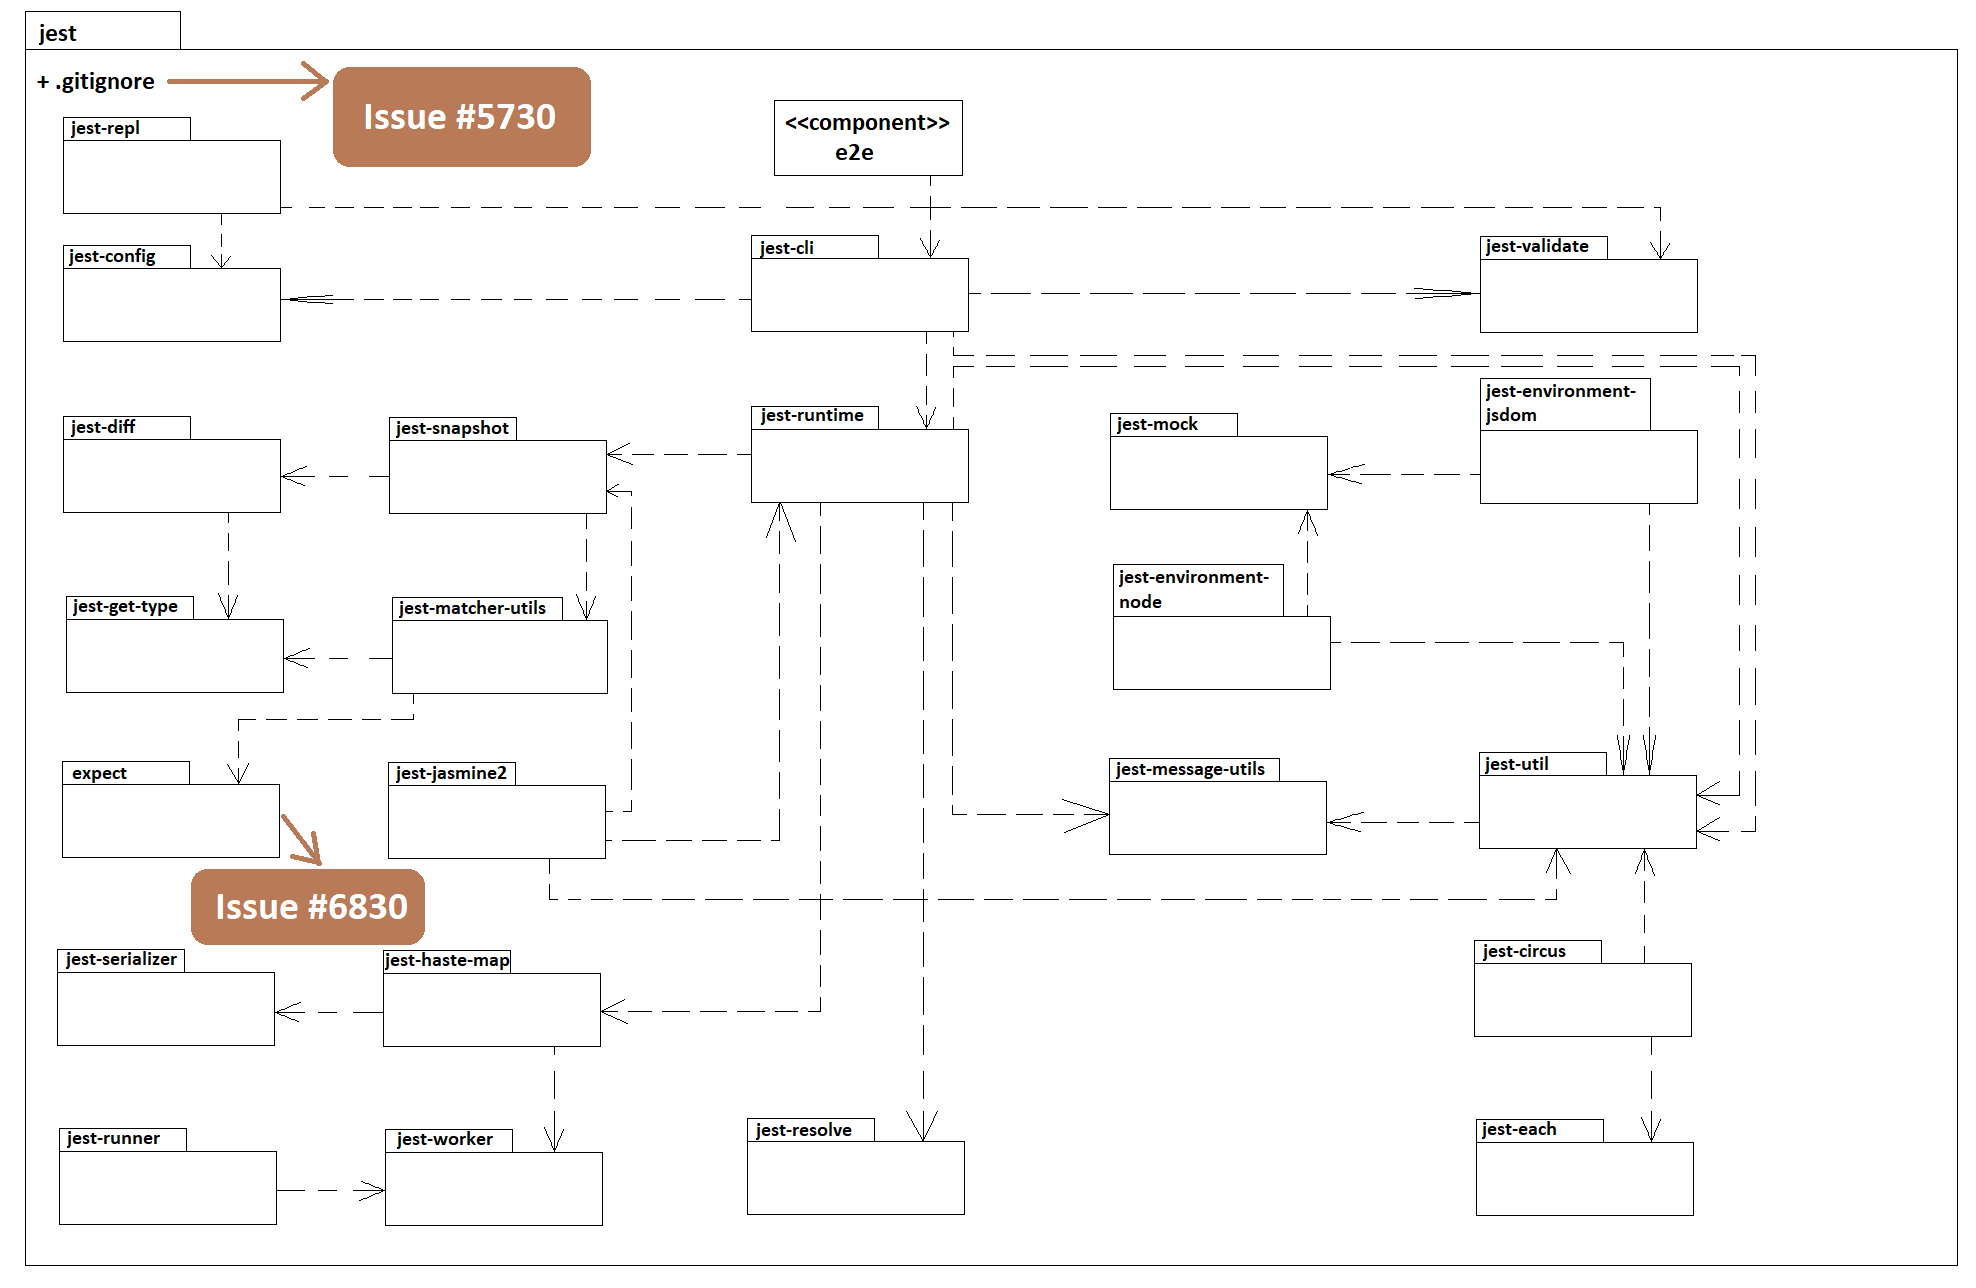 jest
+ .gitignore
Issue #5730
jest-repl
<<component>>
e2e
jest-config
jest-cli
jest-validate
jest-diff
jest-snapshot
jest-runtime
jest-mock
jest-environment-
jsdom
jest-get-type
jest-matcher-utils
jest-environment-
node
expect
jest-jasmine2
jest-message-utils
jest-util
Issue #6830
jest-serializer
jest-haste-map
jest-circus
jest-runner
jest-worker
jest-resolve
jest-each